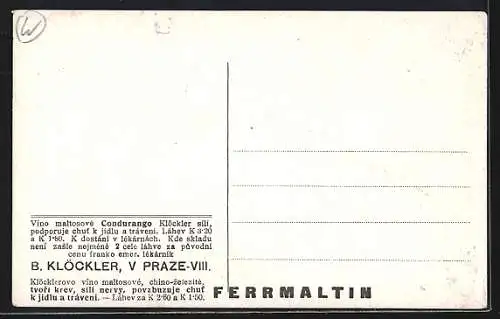 W
Víno maltosové Condurango Klöckler sílí,
podporuje chuť k jídlu a trávení. Láhev K 3·20
a K 1·80. K dostání v lékárnách. Kde skladu
není zašle nejméně 2 celé láhve za původní
cenu franko emer. lékárník
B. KLÖCKLER, V PRAZE-VIII.
Klöcklerovo víno maltosové, chino-železité,
tvoří krev, sílí nervy, povzbuzuje chuť
k jídlu a trávení. — Láhev za K 2·60 a K 1·50.
FERRMALTIN